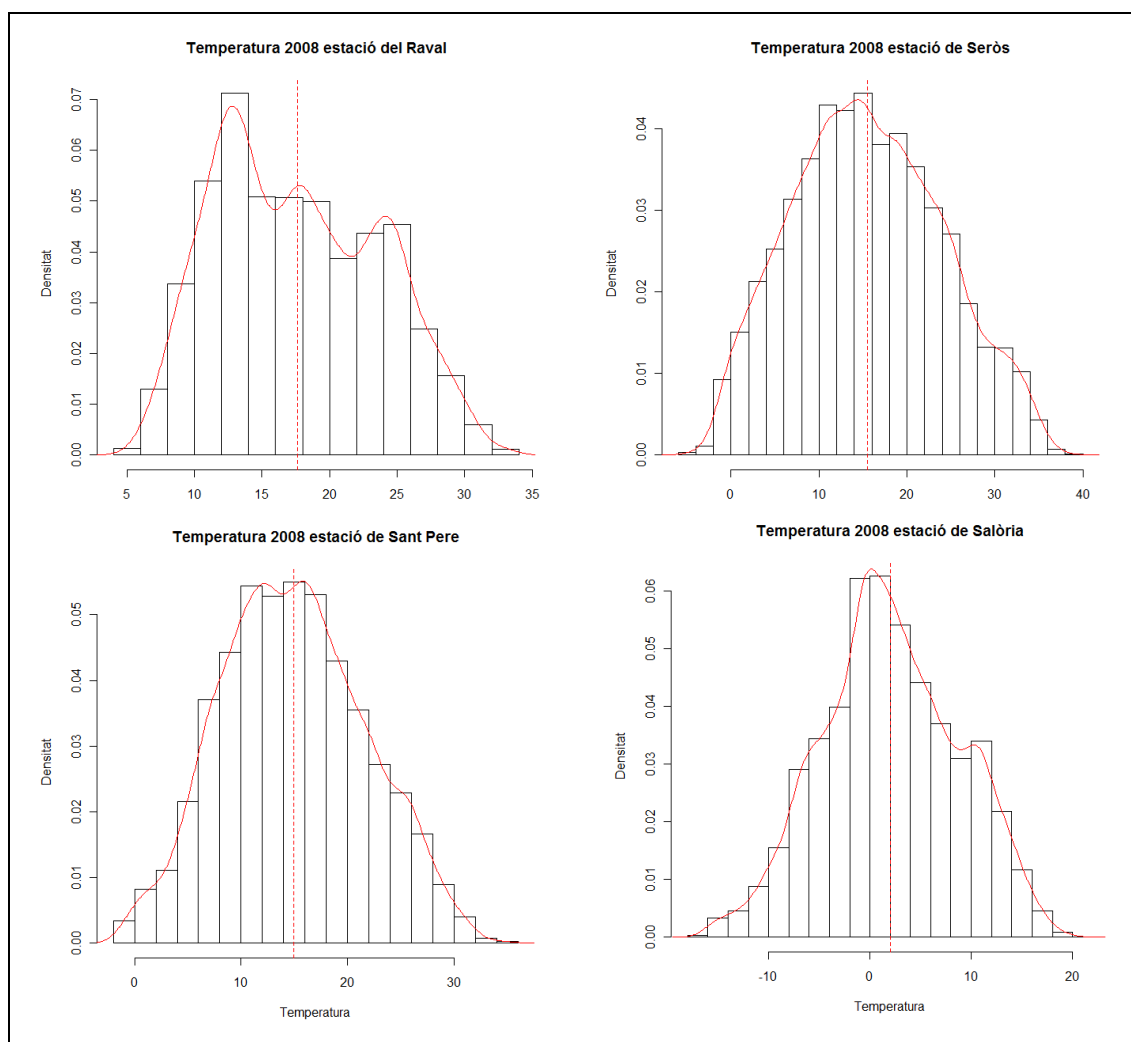 Temperatura 2008 estació del Raval
Densitat
0.00 0.01 0.02 0.03 0.04 0.05 0.06 0.07
5 10 15 20 25 30 35
Temperatura 2008 estació de Seròs
Densitat
0.00 0.01 0.02 0.03 0.04
0 10 20 30 40
Temperatura 2008 estació de Sant Pere
Densitat
0.00 0.01 0.02 0.03 0.04 0.05
0 10 20 30
Temperatura
Temperatura 2008 estació de Salòria
Densitat
0.00 0.01 0.02 0.03 0.04 0.05 0.06
-10 0 10 20
Temperatura